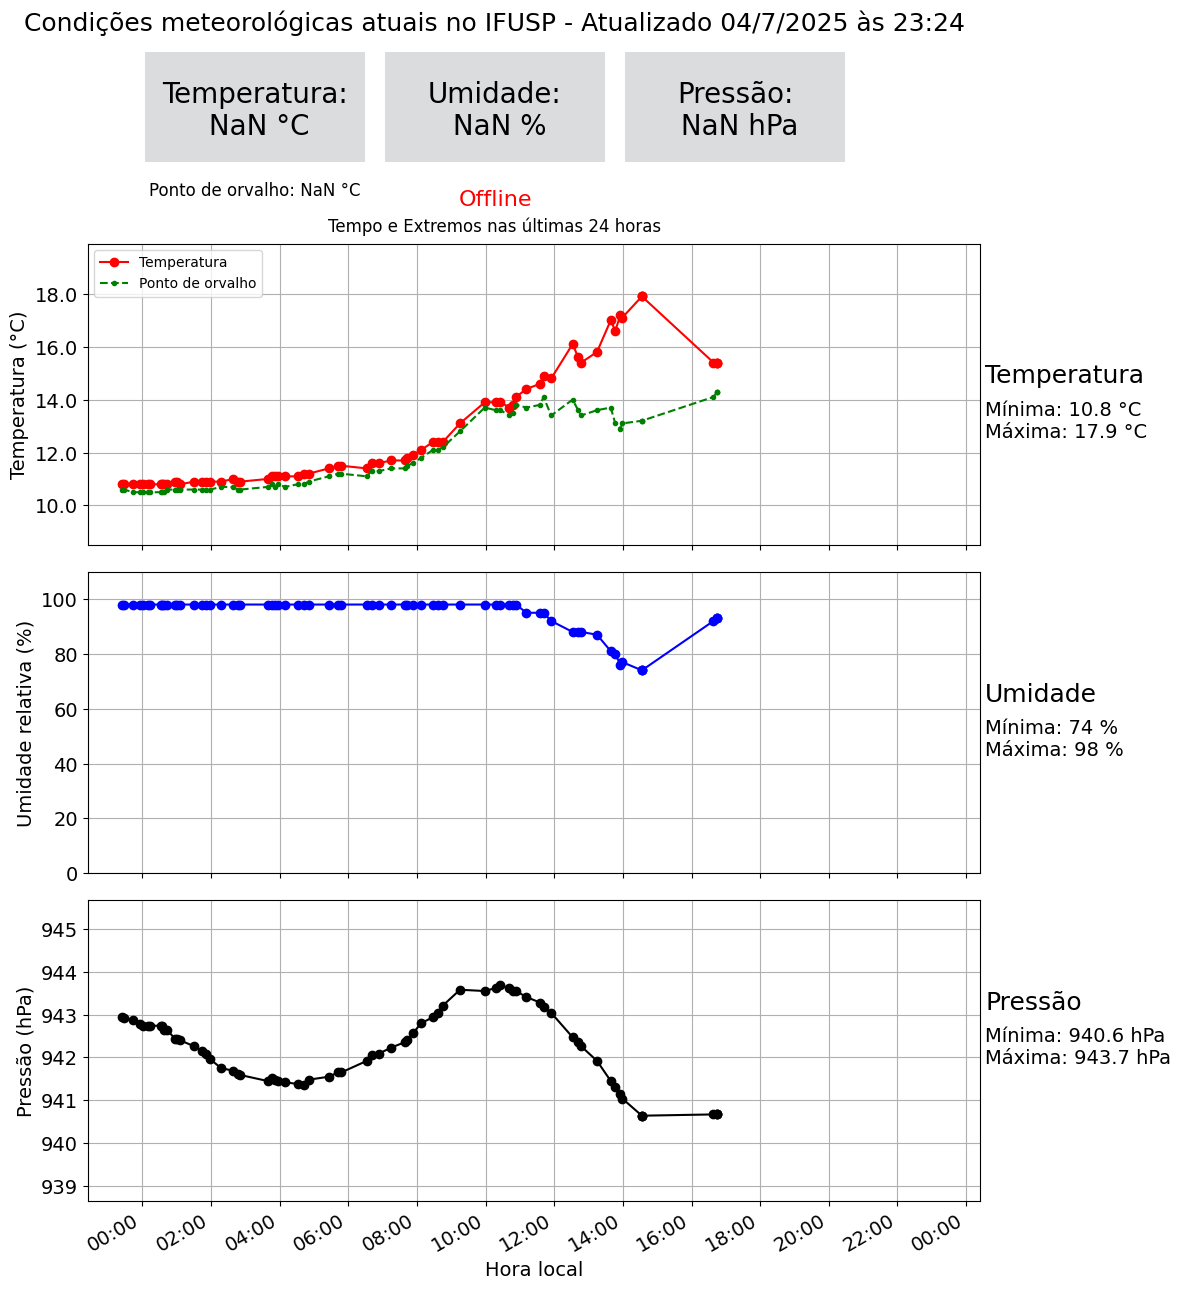 Condições meteorológicas atuais no IFUSP - Atualizado 04/7/2025 às 23:24
Temperatura:
NaN °C
Umidade:
NaN %
Pressão:
NaN hPa
Ponto de orvalho: NaN °C
Offline
Tempo e Extremos nas últimas 24 horas
Temperatura
Ponto de orvalho
Temperatura (°C)
18.0
16.0
14.0
12.0
10.0
Temperatura
Mínima: 10.8 °C
Máxima: 17.9 °C
Umidade relativa (%)
100
80
60
40
20
0
Umidade
Mínima: 74 %
Máxima: 98 %
Pressão (hPa)
945
944
943
942
941
940
939
Pressão
Mínima: 940.6 hPa
Máxima: 943.7 hPa
00:00 02:00 04:00 06:00 08:00 10:00 12:00 14:00 16:00 18:00 20:00 22:00 00:00
Hora local